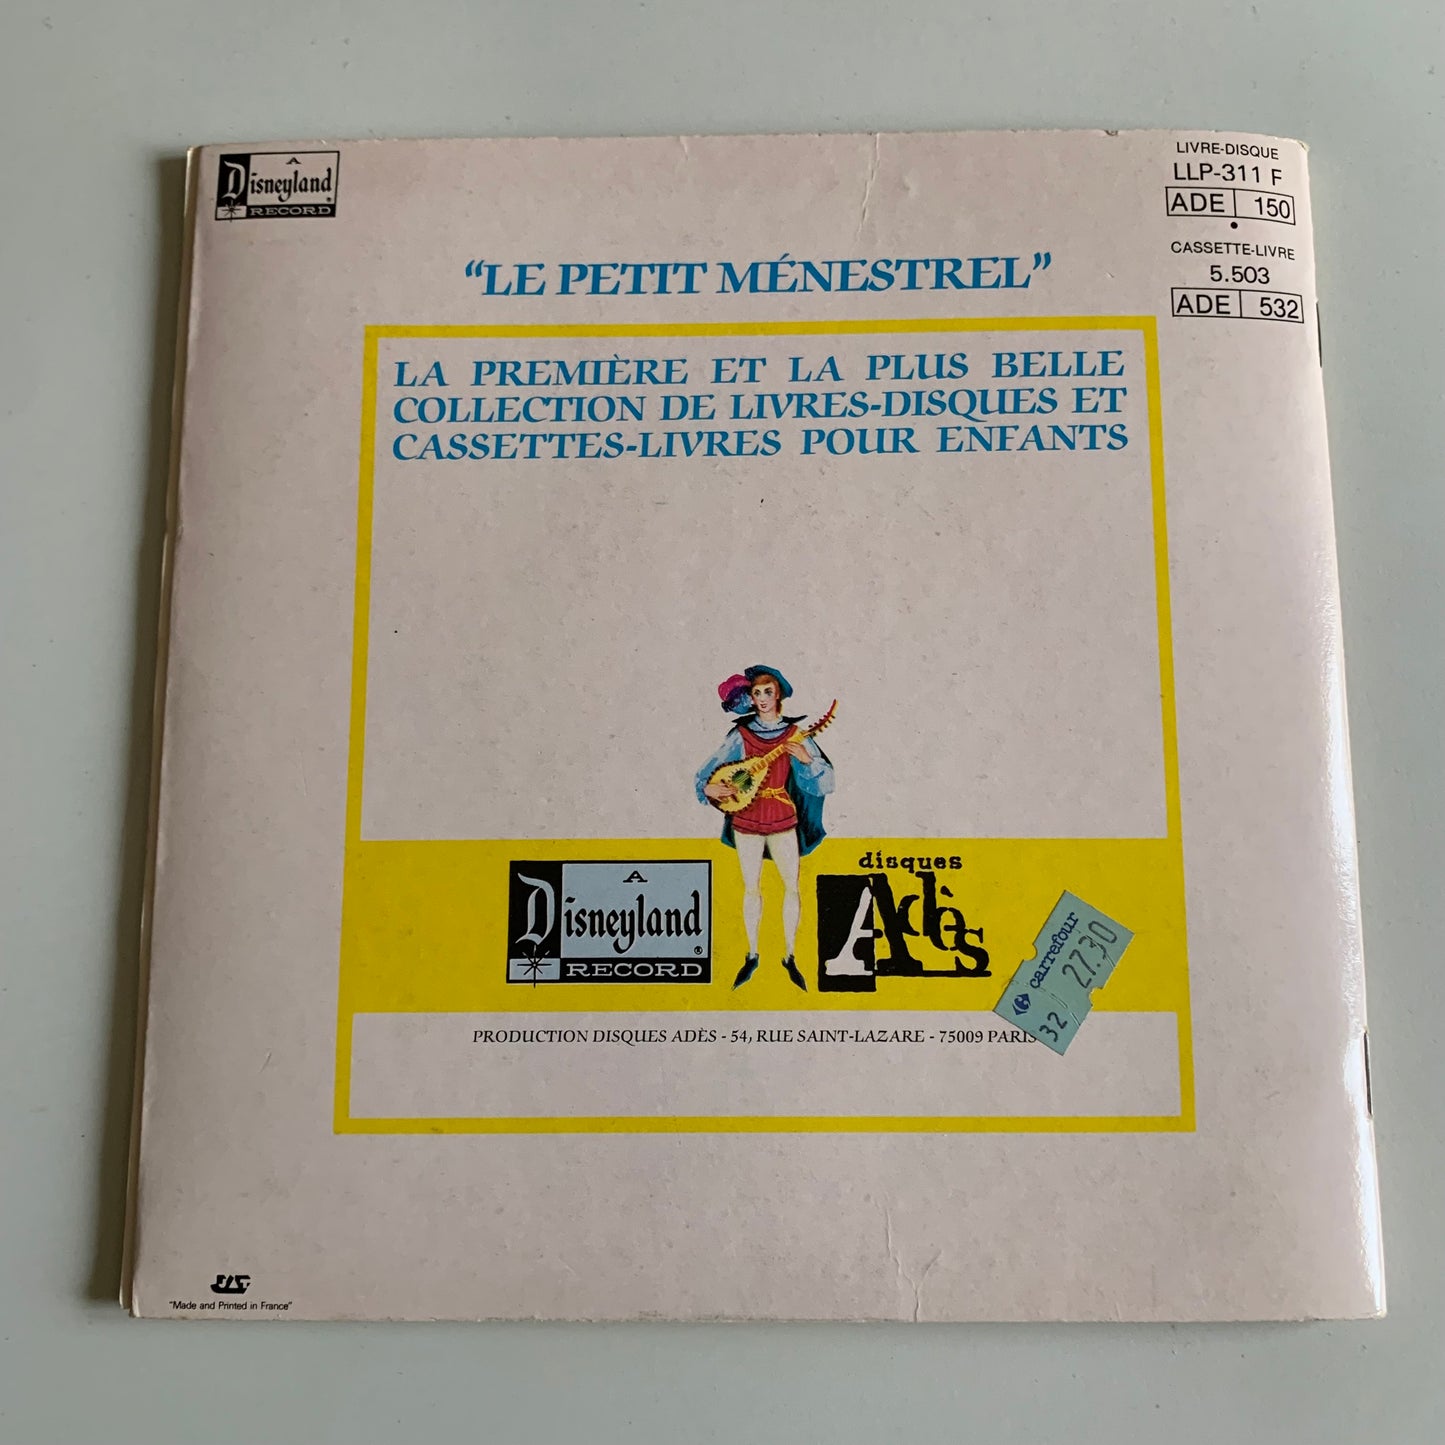 A
Disneyland
RECORD
LIVRE-DISQUE
LLP-311 F
ADE 150
CASSETTE-LIVRE
5.503
ADE 532
“LE PETIT MÉNESTREL”
LA PREMIÈRE ET LA PLUS BELLE
COLLECTION DE LIVRES-DISQUES ET
CASSETTES-LIVRES POUR ENFANTS
A
Disneyland®
RECORD
disques
Adès
carrefour
32 27.30
PRODUCTION DISQUES ADÈS - 54, RUE SAINT-LAZARE - 75009 PARIS
"Made and Printed in France"